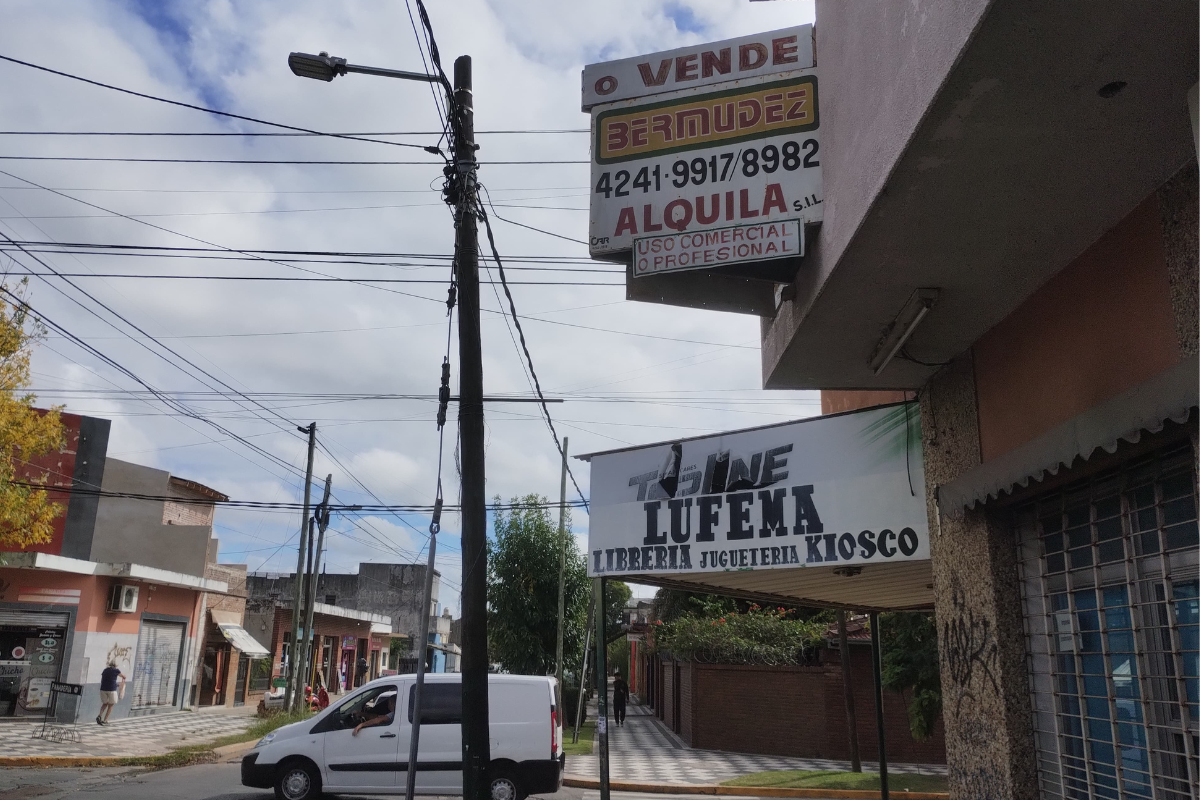 O VENDE
BERMUDEZ
4241·9917/8982
ALQUILA S.I.L.
USO COMERCIAL
O PROFESIONAL
LUFEMA
LIBRERIA JUGUETERIA KIOSCO